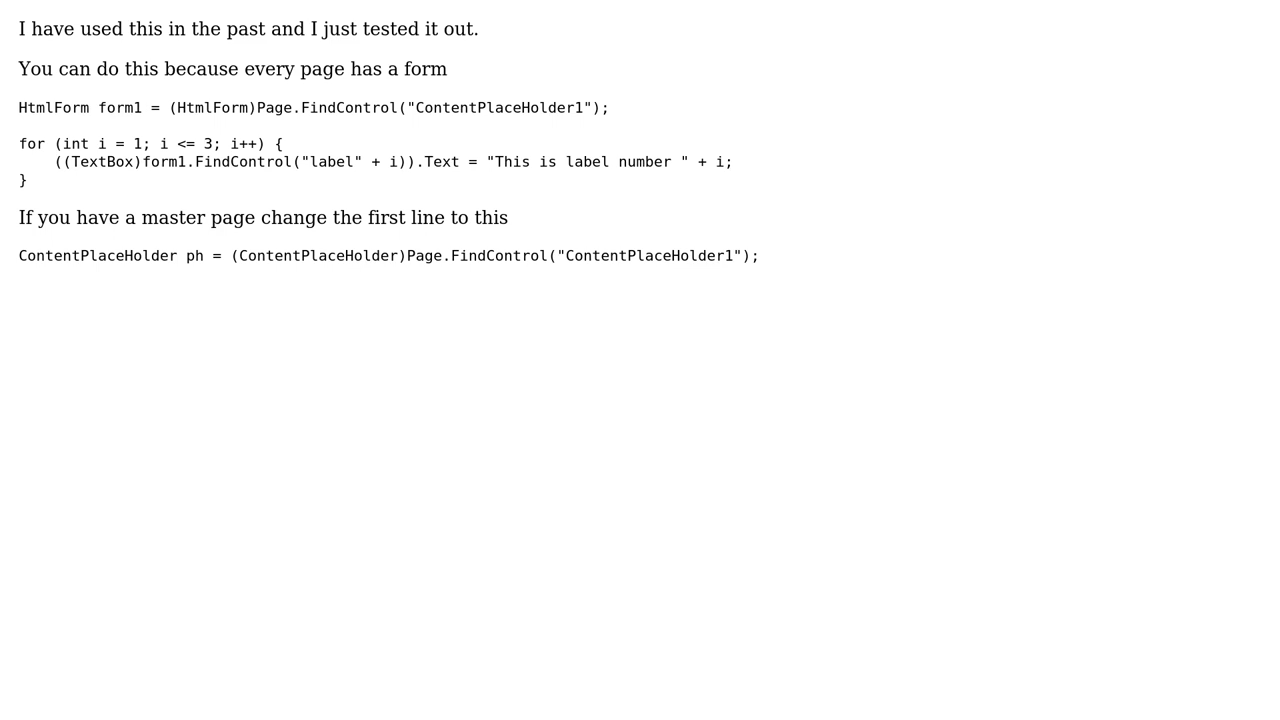 I have used this in the past and I just tested it out.
You can do this because every page has a form
HtmlForm form1 = (HtmlForm)Page.FindControl("ContentPlaceHolder1");
for (int i = 1; i <= 3; i++) {
    ((TextBox)form1.FindControl("label" + i)).Text = "This is label number " + i;
}
If you have a master page change the first line to this
ContentPlaceHolder ph = (ContentPlaceHolder)Page.FindControl("ContentPlaceHolder1");